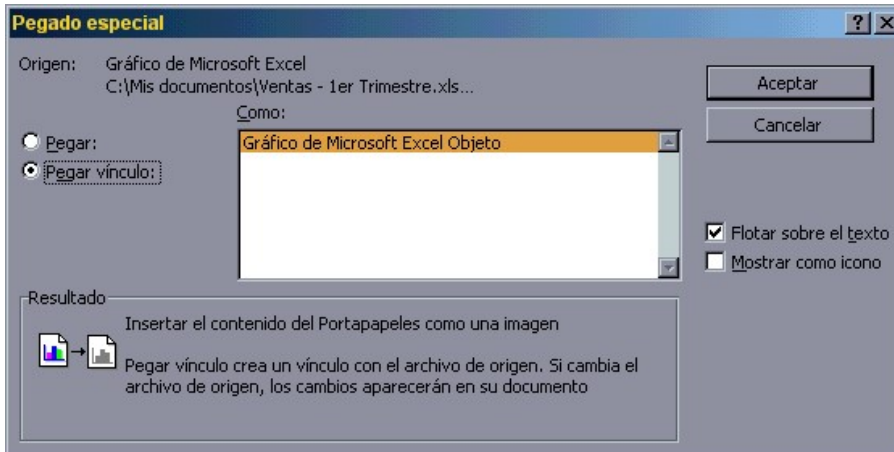 Pegado especial
Origen: Gráfico de Microsoft Excel
C:\Mis documentos\Ventas - 1er Trimestre.xls...
Aceptar
Cancelar
Como:
Pegar:
Pegar vínculo:
Gráfico de Microsoft Excel Objeto
Flotar sobre el texto
Mostrar como icono
Resultado
Insertar el contenido del Portapapeles como una imagen
Pegar vínculo crea un vínculo con el archivo de origen. Si cambia el
archivo de origen, los cambios aparecerán en su documento